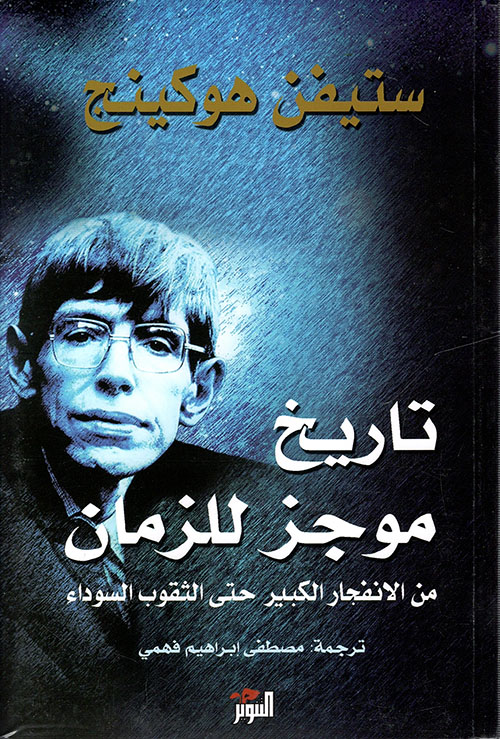 ستيفن هوكينج
تاريخ
موجز للزمان
من الانفجار الكبير حتى الثقوب السوداء
ترجمة: مصطفى إبراهيم فهمي
التنوير